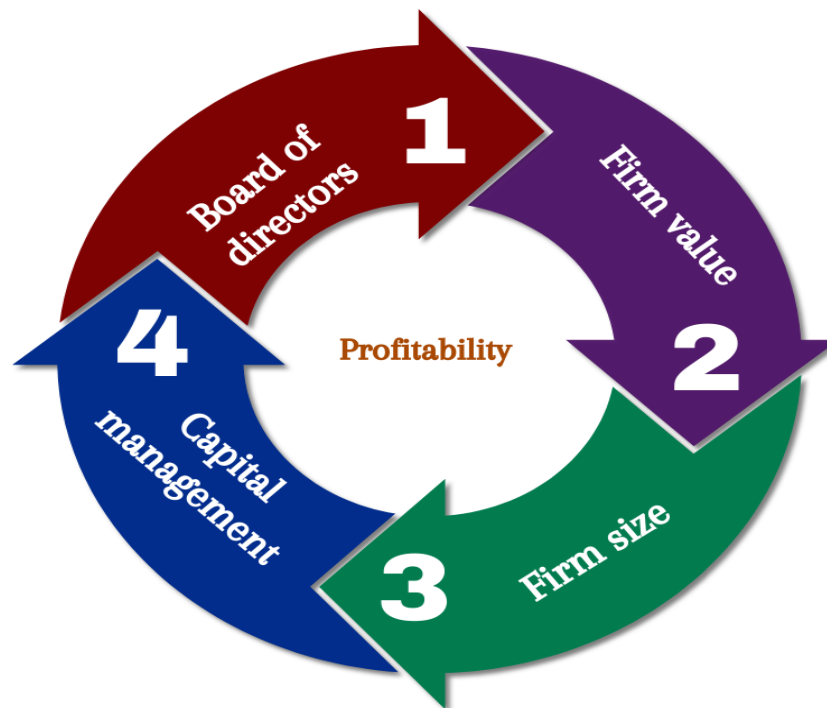 1
Board of
directors
Firm value
2
Profitability
4
Capital
management
3
Firm size